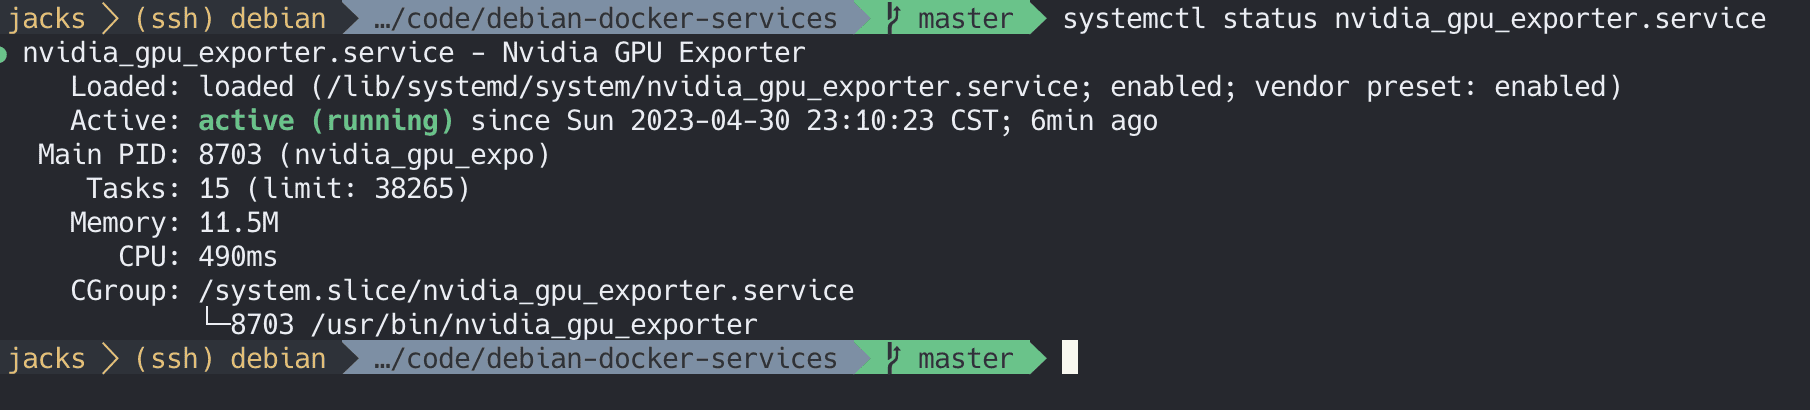 jacks (ssh) debian …/code/debian-docker-services master systemctl status nvidia_gpu_exporter.service
nvidia_gpu_exporter.service - Nvidia GPU Exporter
Loaded: loaded (/lib/systemd/system/nvidia_gpu_exporter.service; enabled; vendor preset: enabled)
Active: active (running) since Sun 2023-04-30 23:10:23 CST; 6min ago
Main PID: 8703 (nvidia_gpu_expo)
Tasks: 15 (limit: 38265)
Memory: 11.5M
CPU: 490ms
CGroup: /system.slice/nvidia_gpu_exporter.service
└─8703 /usr/bin/nvidia_gpu_exporter
jacks (ssh) debian …/code/debian-docker-services master